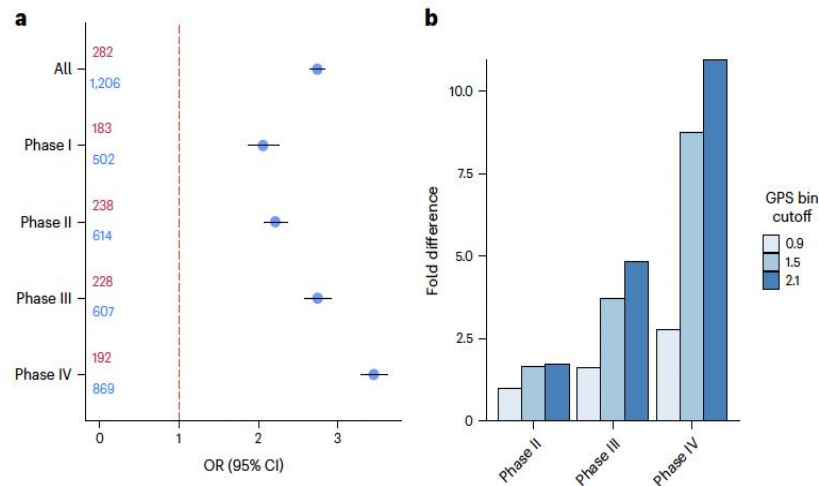 a
All
282
1,206
Phase I
183
502
Phase II
238
614
Phase III
228
607
Phase IV
192
869
0 1 2 3
OR (95% CI)
b
Fold difference
10.0
7.5
5.0
2.5
0
Phase II
Phase III
Phase IV
GPS bin
cutoff
0.9
1.5
2.1